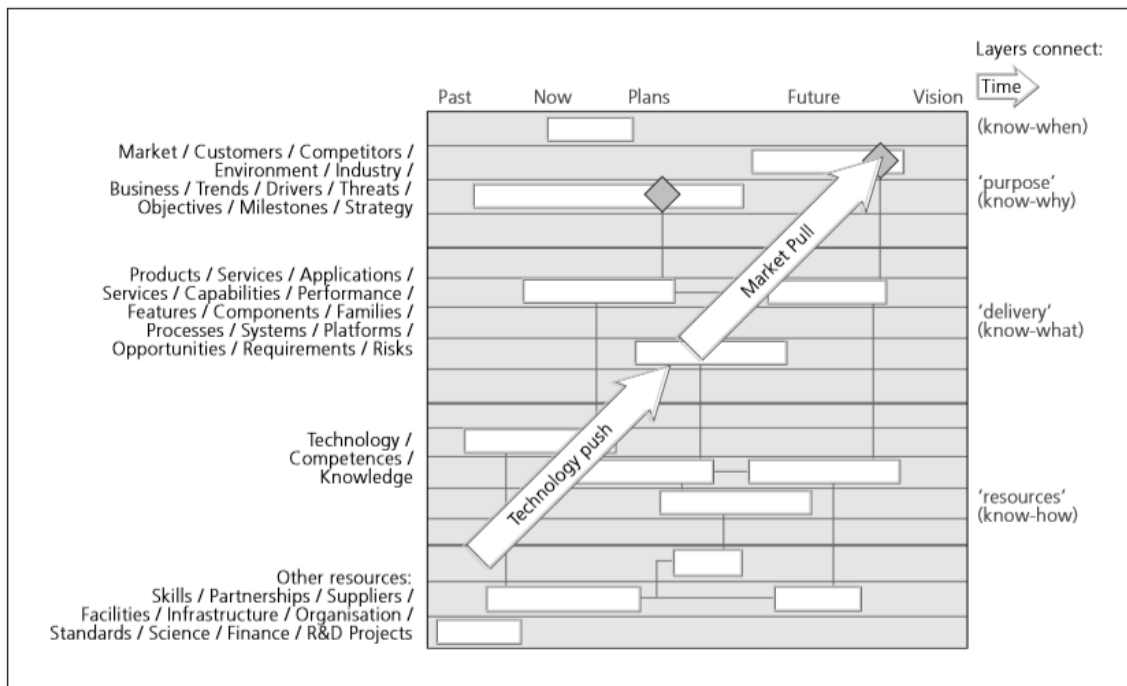 Layers connect:
Time
Past Now Plans Future Vision
(know-when)
Market / Customers / Competitors /
Environment / Industry /
Business / Trends / Drivers / Threats /
Objectives / Milestones / Strategy
'purpose'
(know-why)
Market Pull
Products / Services / Applications /
Services / Capabilities / Performance /
Features / Components / Families /
Processes / Systems / Platforms /
Opportunities / Requirements / Risks
'delivery'
(know-what)
Technology push
Technology /
Competences /
Knowledge
'resources'
(know-how)
Other resources:
Skills / Partnerships / Suppliers /
Facilities / Infrastructure / Organisation /
Standards / Science / Finance / R&D Projects